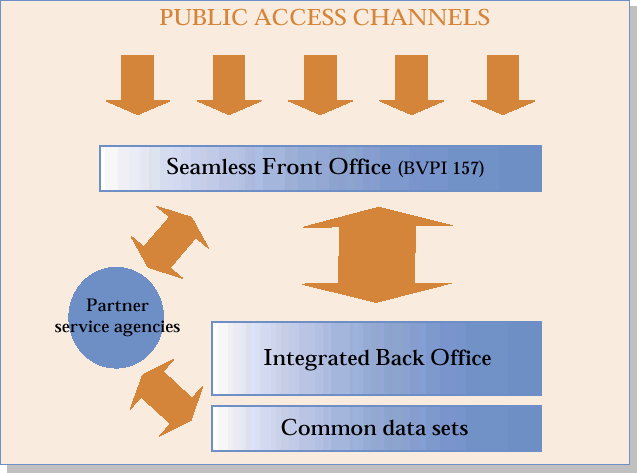 PUBLIC ACCESS CHANNELS
Seamless Front Office (BVPI 157)
Partner
service agencies
Integrated Back Office
Common data sets